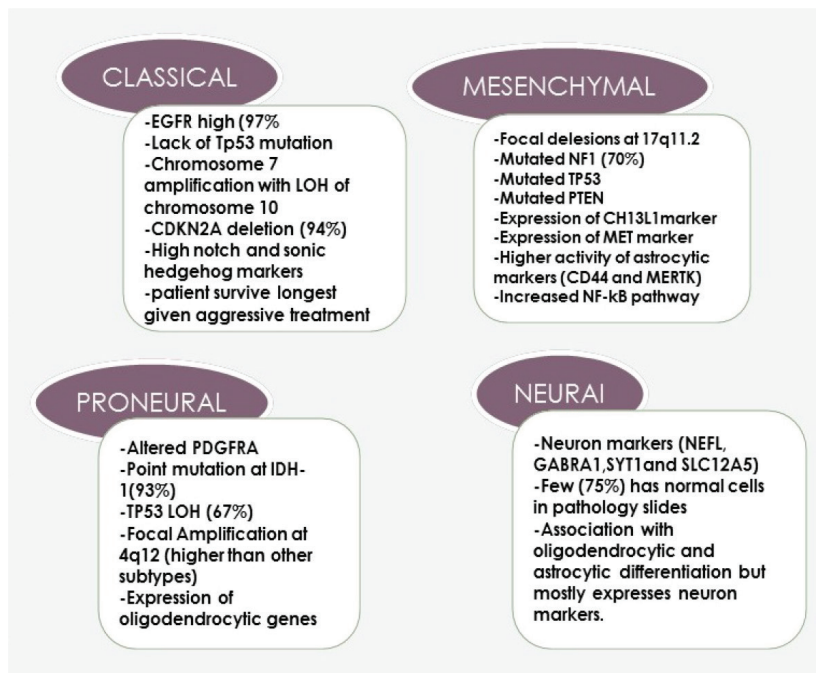 CLASSICAL
-EGFR high (97%
-Lack of Tp53 mutation
-Chromosome 7
amplification with LOH of
chromosome 10
-CDKN2A deletion (94%)
-High notch and sonic
hedgehog markers
-patient survive longest
given aggressive treatment
MESENCHYMAL
-Focal delesions at 17q11.2
-Mutated NF1 (70%)
-Mutated TP53
-Mutated PTEN
-Expression of CH13L1marker
-Expression of MET marker
-Higher activity of astrocytic
markers (CD44 and MERTK)
-Increased NF-kB pathway
PRONEURAL
-Altered PDGFRA
-Point mutation at IDH-
1(93%)
-TP53 LOH (67%)
-Focal Amplification at
4q12 (higher than other
subtypes)
-Expression of
oligodendrocytic genes
NEURAI
-Neuron markers (NEFL,
GABRA1,SYT1and SLC12A5)
-Few (75%) has normal cells
in pathology slides
-Association with
oligodendrocytic and
astrocytic differentiation but
mostly expresses neuron
markers.